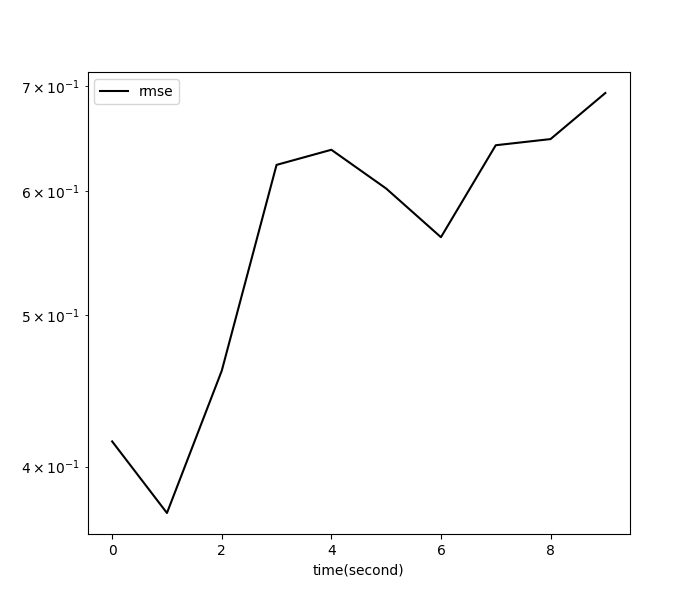 rmse
7 × 10⁻¹
6 × 10⁻¹
5 × 10⁻¹
4 × 10⁻¹
0 2 4 6 8
time(second)